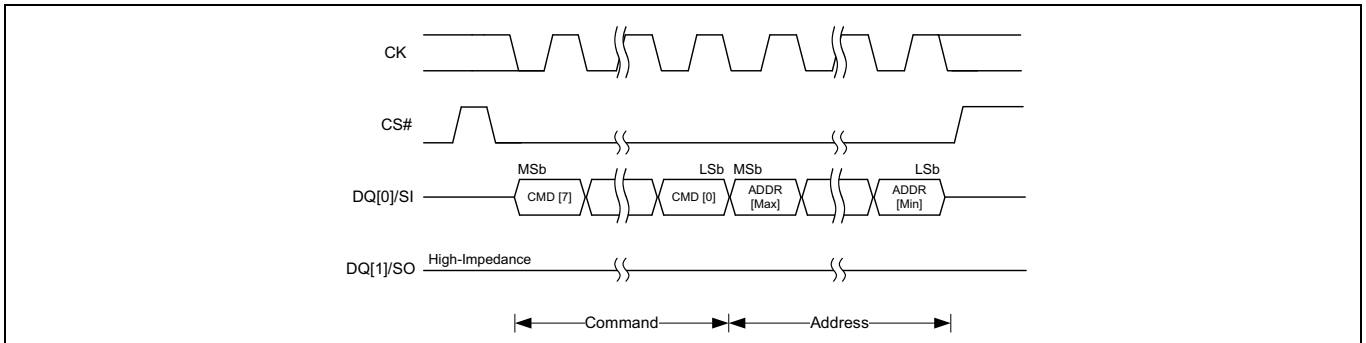 CK
CS#
MSb LSb MSb LSb
DQ[0]/SI CMD [7] CMD [0] ADDR [Max] ADDR [Min]
DQ[1]/SO High-Impedance
Command Address